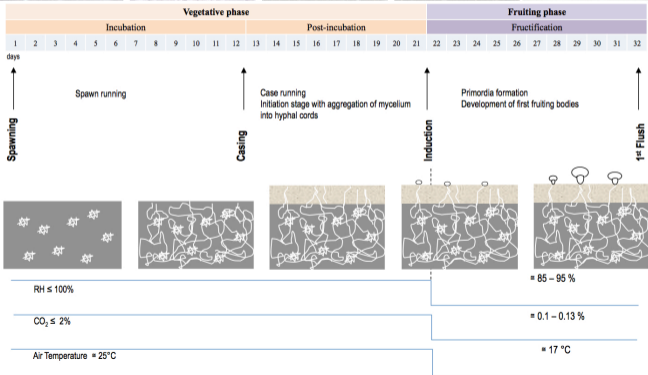 Vegetative phase Fruiting phase
Incubation Post-incubation Fructification
1 2 3 4 5 6 7 8 9 10 11 12 13 14 15 16 17 18 19 20 21 22 23 24 25 26 27 28 29 30 31 32
days
Spawn running
Case running
Initiation stage with aggregation of mycelium
into hyphal cords
Primordia formation
Development of first fruiting bodies
Spawning
Casing
Induction
1st Flush
RH ≤ 100%
= 85 – 95 %
CO₂ ≤ 2%
= 0.1 – 0.13 %
Air Temperature = 25°C
= 17 °C